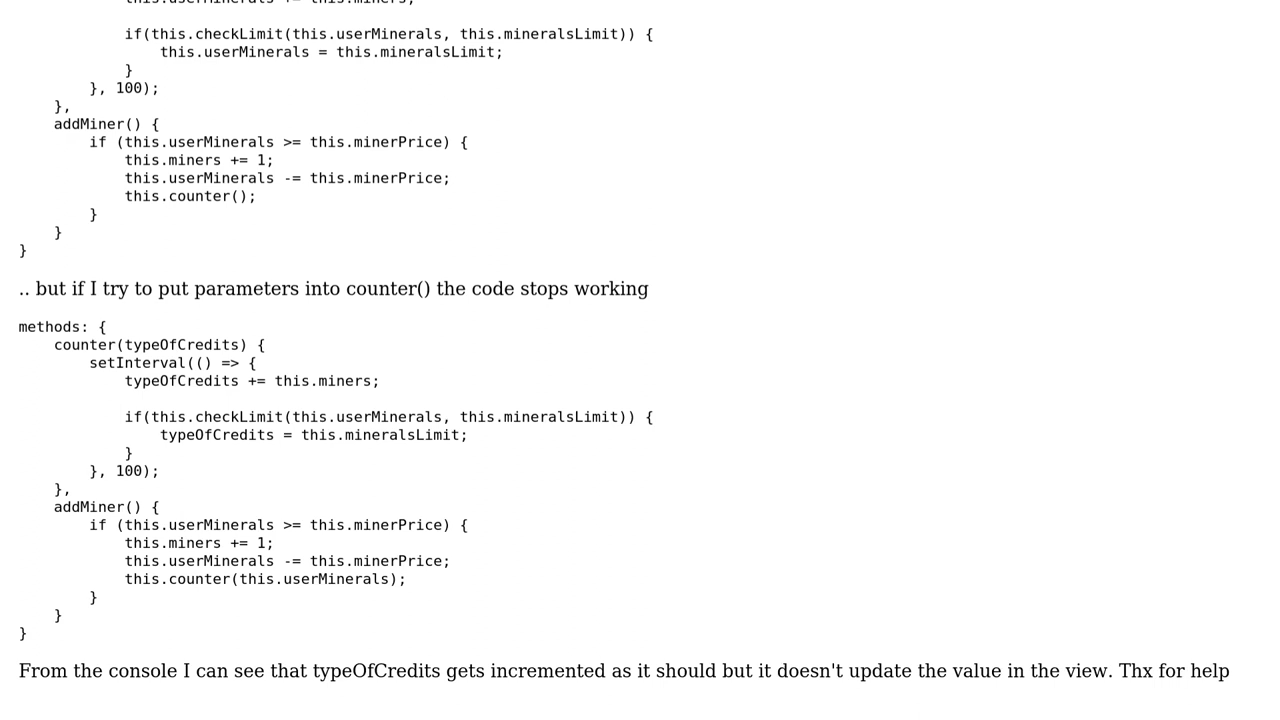 this.userMinerals += this.miners;
if(this.checkLimit(this.userMinerals, this.mineralsLimit)) {
this.userMinerals = this.mineralsLimit;
}
}, 100);
},
addMiner() {
if (this.userMinerals >= this.minerPrice) {
this.miners += 1;
this.userMinerals -= this.minerPrice;
this.counter();
}
}
}
.. but if I try to put parameters into counter() the code stops working
methods: {
counter(typeOfCredits) {
setInterval(() => {
typeOfCredits += this.miners;
if(this.checkLimit(this.userMinerals, this.mineralsLimit)) {
typeOfCredits = this.mineralsLimit;
}
}, 100);
},
addMiner() {
if (this.userMinerals >= this.minerPrice) {
this.miners += 1;
this.userMinerals -= this.minerPrice;
this.counter(this.userMinerals);
}
}
}
From the console I can see that typeOfCredits gets incremented as it should but it doesn't update the value in the view. Thx for help